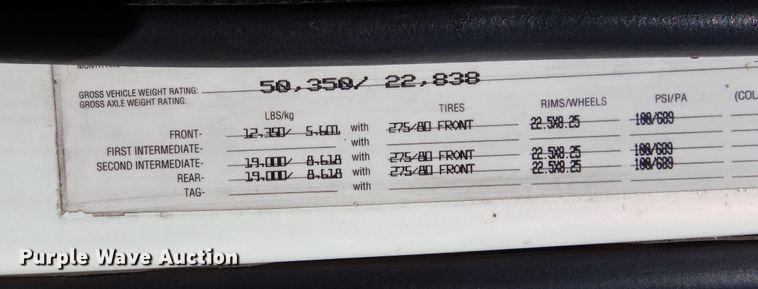 GROSS VEHICLE WEIGHT RATING: 50,350/ 22,838
GROSS AXLE WEIGHT RATING:
LBS/kg TIRES RIMS/WHEELS PSI/PA (COL
FRONT- 12,350/ 5,601 with 275/80 FRONT 22.5X8.25 100/689
FIRST INTERMEDIATE- with
SECOND INTERMEDIATE- 19,000/ 8,618 with 275/80 FRONT 22.5X8.25 100/689
REAR- 19,000/ 8,618 with 275/80 FRONT 22.5X8.25 100/689
TAG- with
Purple Wave Auction